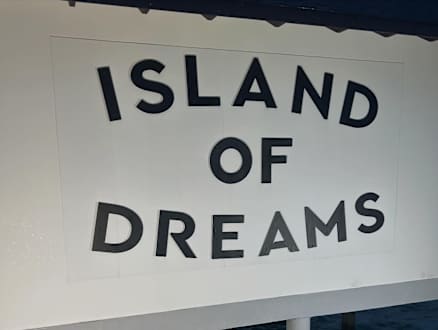 ISLAND
OF
DREAMS